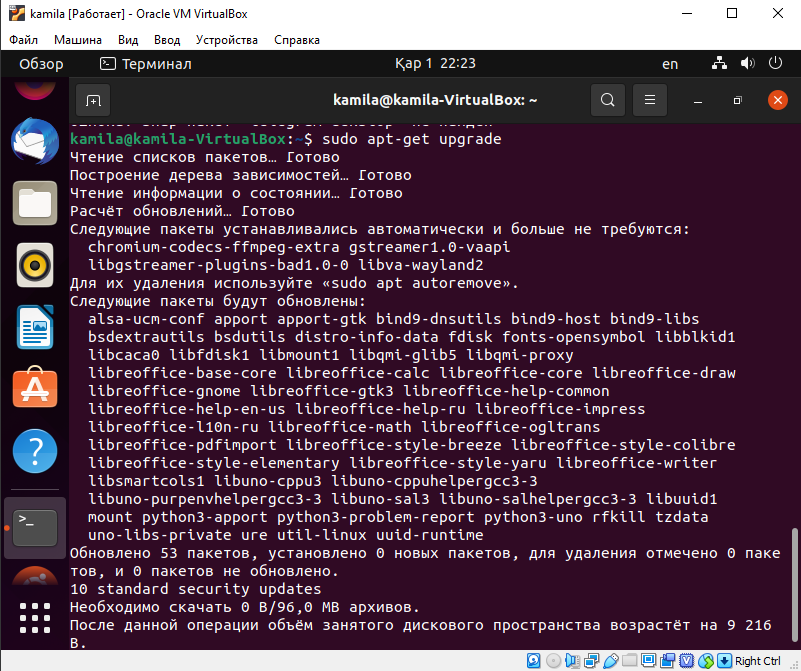 kamila [Работает] - Oracle VM VirtualBox
Файл Машина Вид Ввод Устройства Справка
Обзор Терминал Қар 1 22:23 en
kamila@kamila-VirtualBox: ~
kamila@kamila-VirtualBox:~$ sudo apt-get upgrade
Чтение списков пакетов… Готово
Построение дерева зависимостей… Готово
Чтение информации о состоянии… Готово
Расчёт обновлений… Готово
Следующие пакеты устанавливались автоматически и больше не требуются:
chromium-codecs-ffmpeg-extra gstreamer1.0-vaapi
libgstreamer-plugins-bad1.0-0 libva-wayland2
Для их удаления используйте «sudo apt autoremove».
Следующие пакеты будут обновлены:
alsa-ucm-conf apport apport-gtk bind9-dnsutils bind9-host bind9-libs
bsdextrautils bsdutils distro-info-data fdisk fonts-opensymbol libblkid1
libcaca0 libfdisk1 libmount1 libqmi-glib5 libqmi-proxy
libreoffice-base-core libreoffice-calc libreoffice-core libreoffice-draw
libreoffice-gnome libreoffice-gtk3 libreoffice-help-common
libreoffice-help-en-us libreoffice-help-ru libreoffice-impress
libreoffice-l10n-ru libreoffice-math libreoffice-ogltrans
libreoffice-pdfimport libreoffice-style-breeze libreoffice-style-colibre
libreoffice-style-elementary libreoffice-style-yaru libreoffice-writer
libsmartcols1 libuno-cppu3 libuno-cppuhelpergcc3-3
libuno-purpenvhelpergcc3-3 libuno-sal3 libuno-salhelpergcc3-3 libuuid1
mount python3-apport python3-problem-report python3-uno rfkill tzdata
uno-libs-private ure util-linux uuid-runtime
Обновлено 53 пакетов, установлено 0 новых пакетов, для удаления отмечено 0 паке
тов, и 0 пакетов не обновлено.
10 standard security updates
Необходимо скачать 0 B/96,0 MB архивов.
После данной операции объём занятого дискового пространства возрастёт на 9 216
B.
Right Ctrl